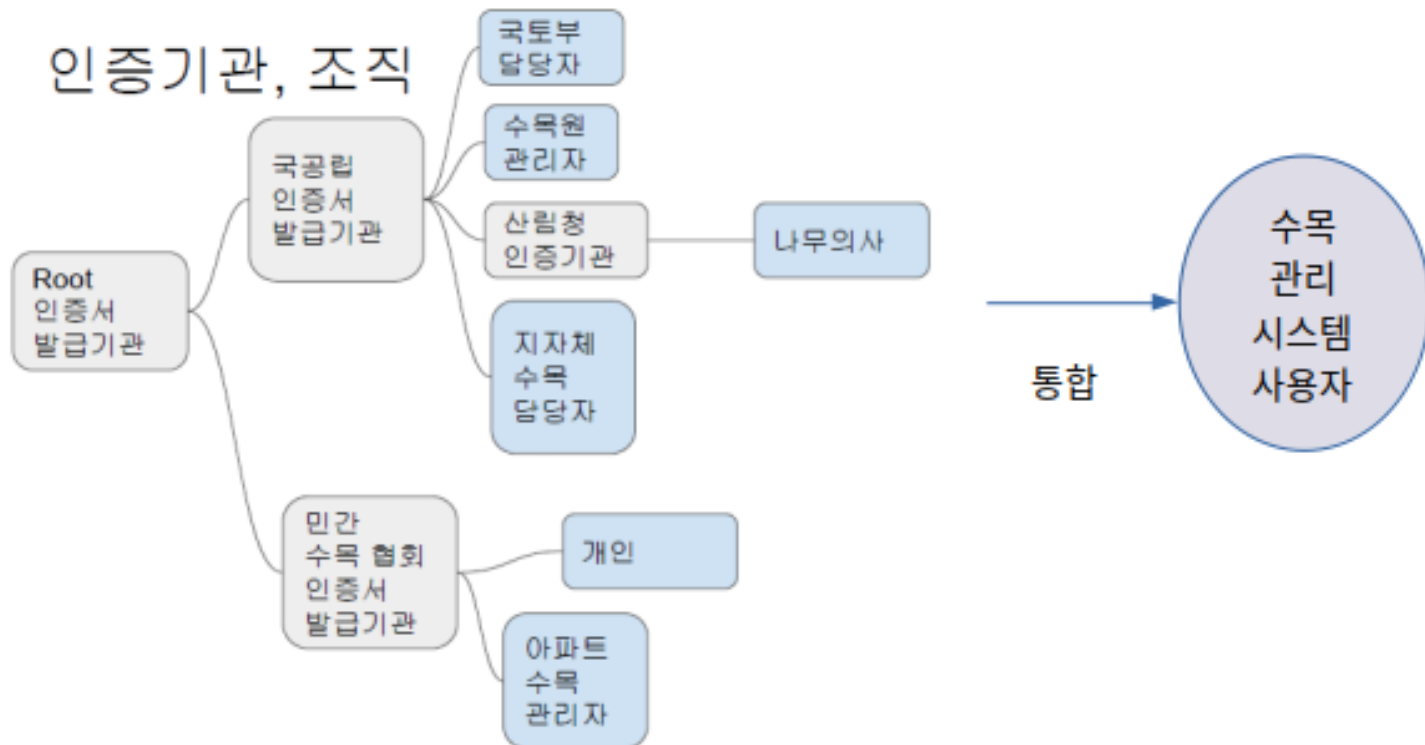 인증기관, 조직
국토부
담당자
수목원
관리자
국공립
인증서
발급기관
산림청
인증기관
나무의사
Root
인증서
발급기관
지자체
수목
담당자
통합
수목
관리
시스템
사용자
민간
수목 협회
인증서
발급기관
개인
아파트
수목
관리자